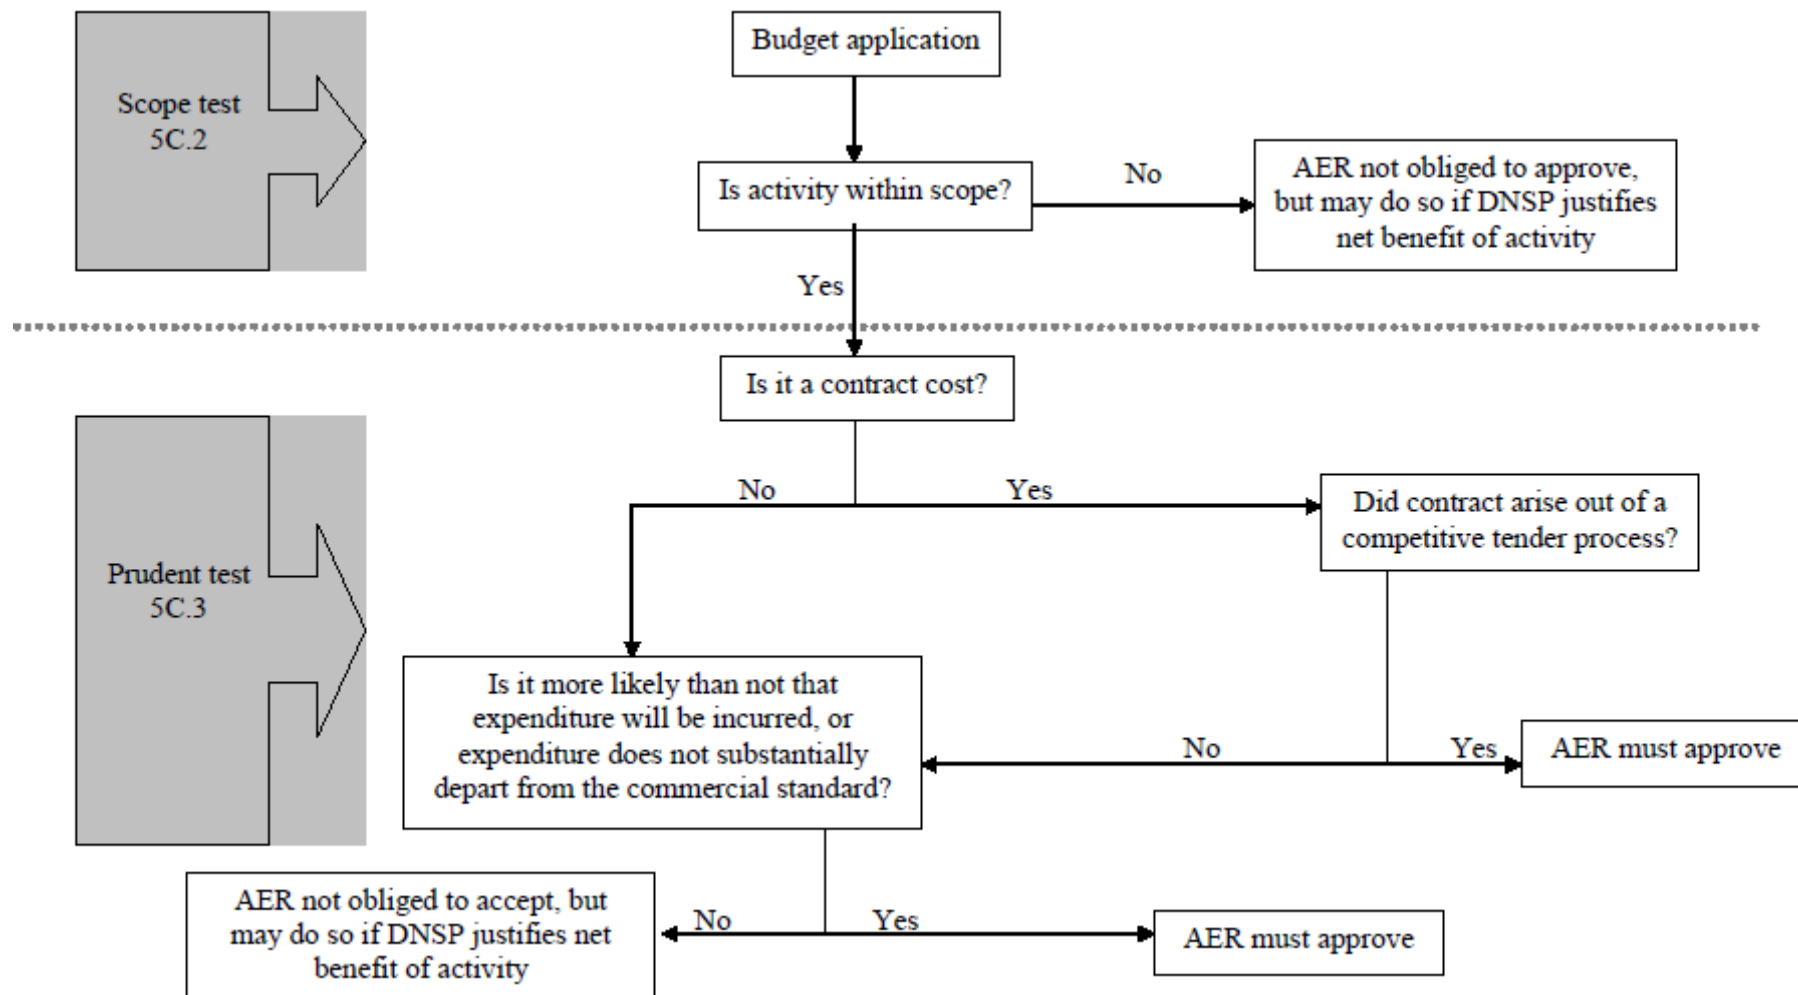 Budget application
Scope test
5C.2
Is activity within scope?
No
AER not obliged to approve,
but may do so if DNSP justifies
net benefit of activity
Yes
Is it a contract cost?
No
Yes
Did contract arise out of a
competitive tender process?
Prudent test
5C.3
Is it more likely than not that
expenditure will be incurred, or
expenditure does not substantially
depart from the commercial standard?
No
Yes
AER must approve
AER not obliged to accept, but
may do so if DNSP justifies net
benefit of activity
No
Yes
AER must approve